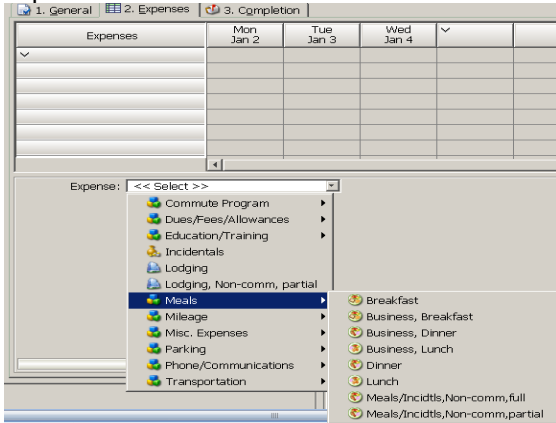 1. General 2. Expenses 3. Completion
Expenses Mon Tue Wed
Jan 2 Jan 3 Jan 4
Expense: << Select >>
Commute Program
Dues/Fees/Allowances
Education/Training
Incidentals
Lodging
Lodging, Non-comm, partial
Meals Breakfast
Mileage Business, Breakfast
Misc. Expenses Business, Dinner
Parking Business, Lunch
Phone/Communications Dinner
Transportation Lunch
Meals/Incidtls,Non-comm,full
Meals/Incidtls,Non-comm,partial